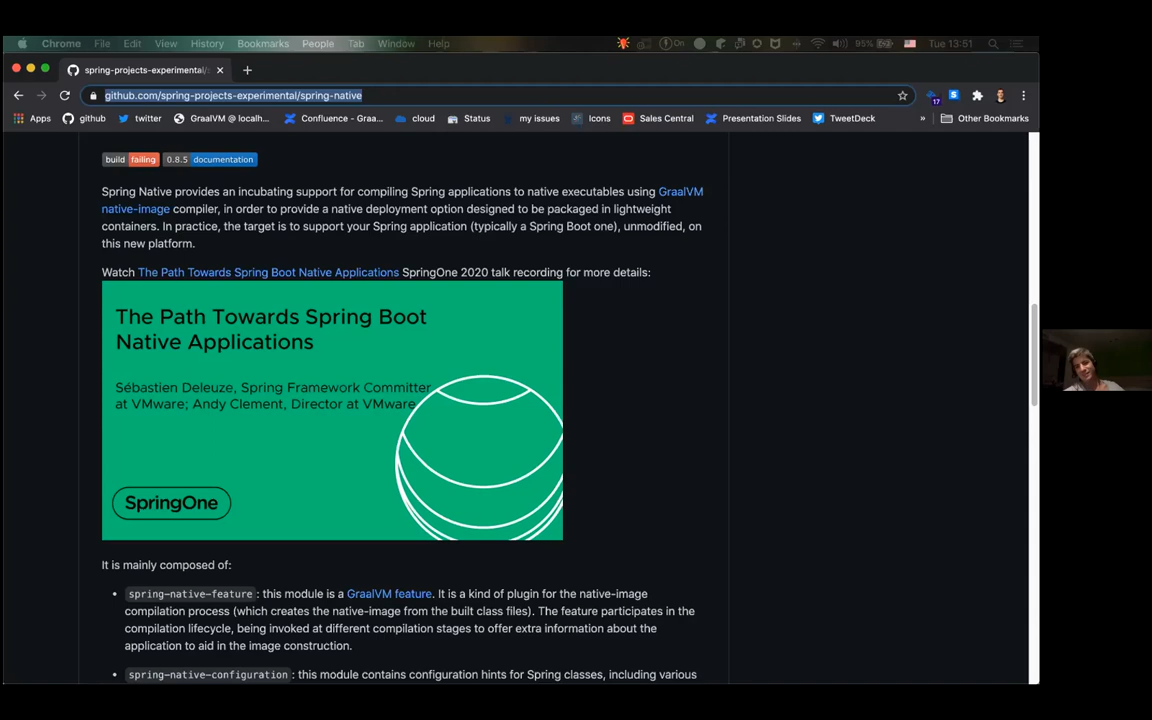 Chrome File Edit View History Bookmarks People Tab Window Help On 95% Tue 13:51
spring-projects-experimental/s
github.com/spring-projects-experimental/spring-native 17
Apps github twitter GraalVM @ localh... Confluence - Graa... cloud Status my issues Icons Sales Central Presentation Slides TweetDeck » Other Bookmarks
build failing 0.8.5 documentation
Spring Native provides an incubating support for compiling Spring applications to native executables using GraalVM
native-image compiler, in order to provide a native deployment option designed to be packaged in lightweight
containers. In practice, the target is to support your Spring application (typically a Spring Boot one), unmodified, on
this new platform.
Watch The Path Towards Spring Boot Native Applications SpringOne 2020 talk recording for more details:
The Path Towards Spring Boot
Native Applications
Sébastien Deleuze, Spring Framework Committer
at VMware; Andy Clement, Director at VMware
SpringOne
It is mainly composed of:
• spring-native-feature : this module is a GraalVM feature. It is a kind of plugin for the native-image
compilation process (which creates the native-image from the built class files). The feature participates in the
compilation lifecycle, being invoked at different compilation stages to offer extra information about the
application to aid in the image construction.
• spring-native-configuration : this module contains configuration hints for Spring classes, including various